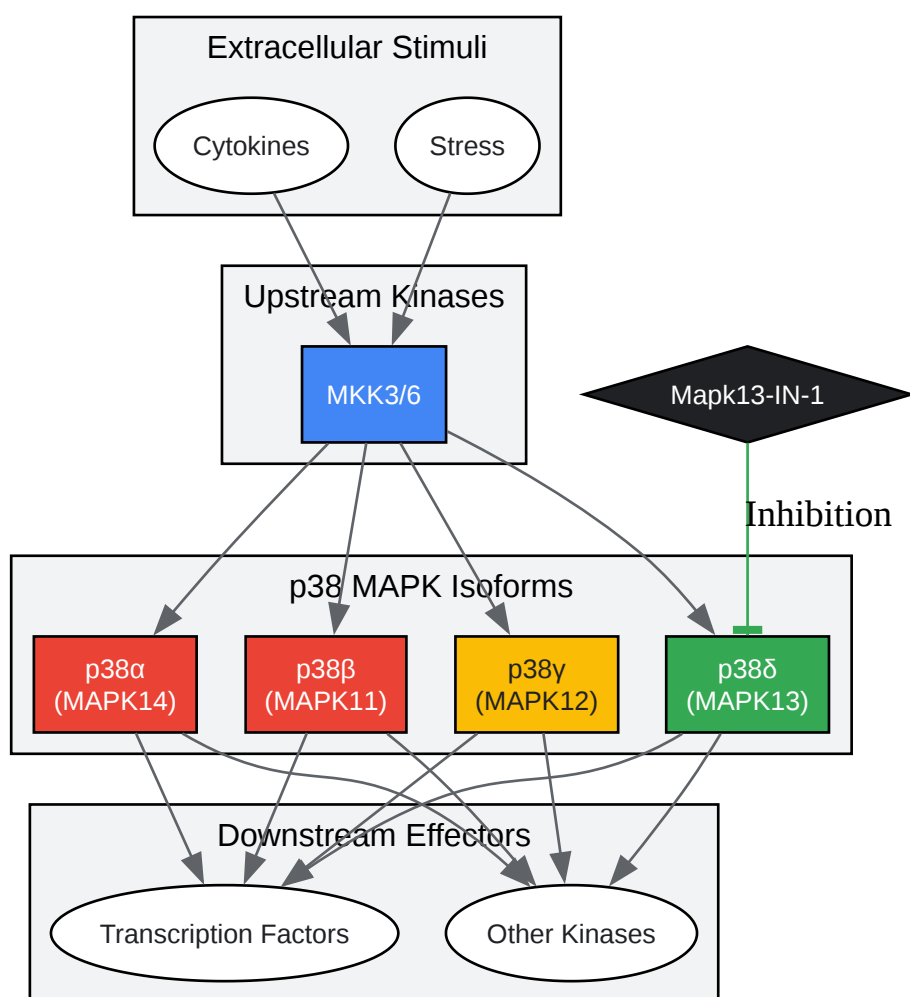 Extracellular Stimuli
Cytokines
Stress
Upstream Kinases
MKK3/6
Mapk13-IN-1
Inhibition
p38 MAPK Isoforms
p38α
(MAPK14)
p38β
(MAPK11)
p38γ
(MAPK12)
p38δ
(MAPK13)
Downstream Effectors
Transcription Factors
Other Kinases